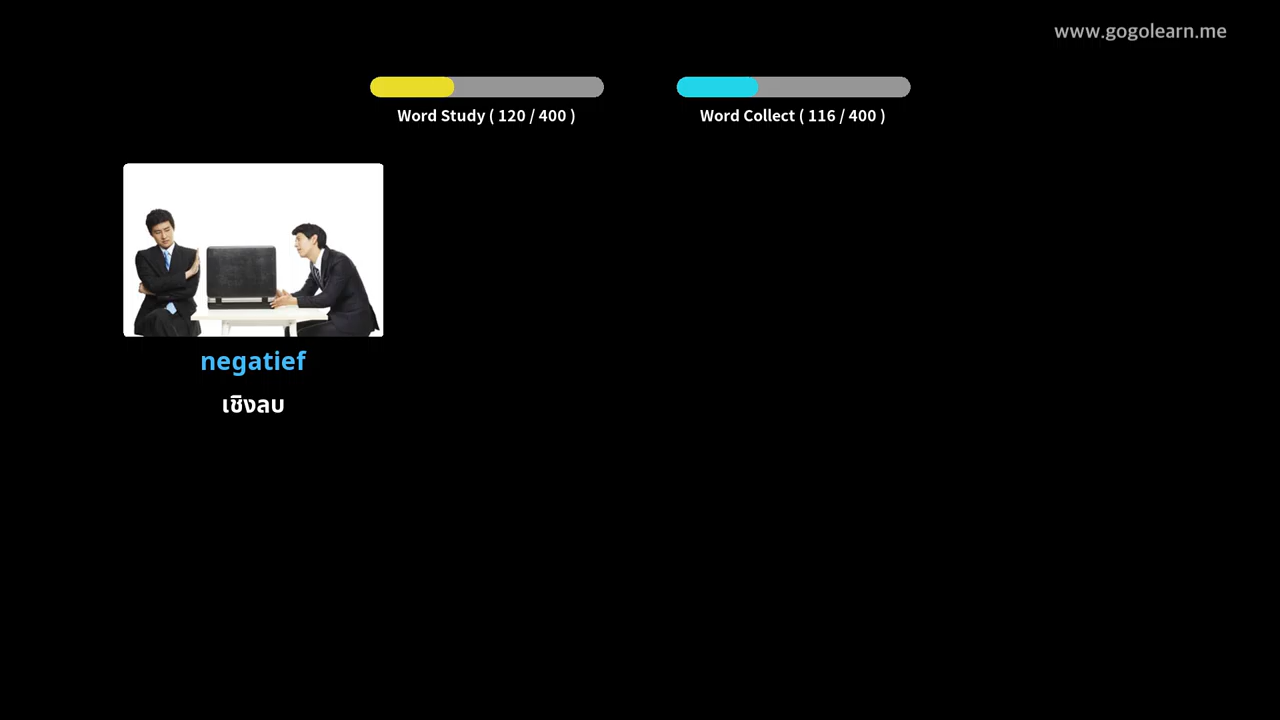 www.gogolearn.me
Word Study ( 120 / 400 )
Word Collect ( 116 / 400 )
negatief
เชิงลบ